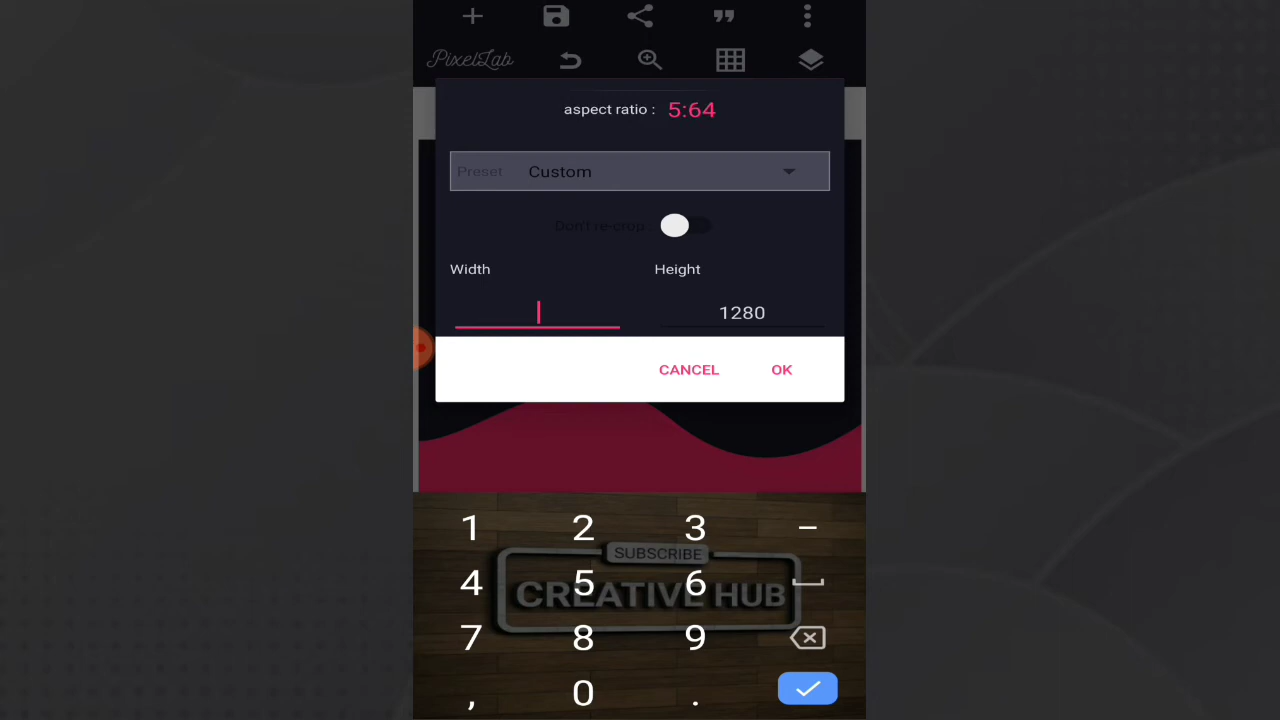 PixelLab
aspect ratio : 5:64
Preset Custom
Don't re-crop
Width Height
1280
CANCEL OK
1 2 3 –
SUBSCRIBE
4 5 6
CREATIVE HUB
7 8 9
, 0 .